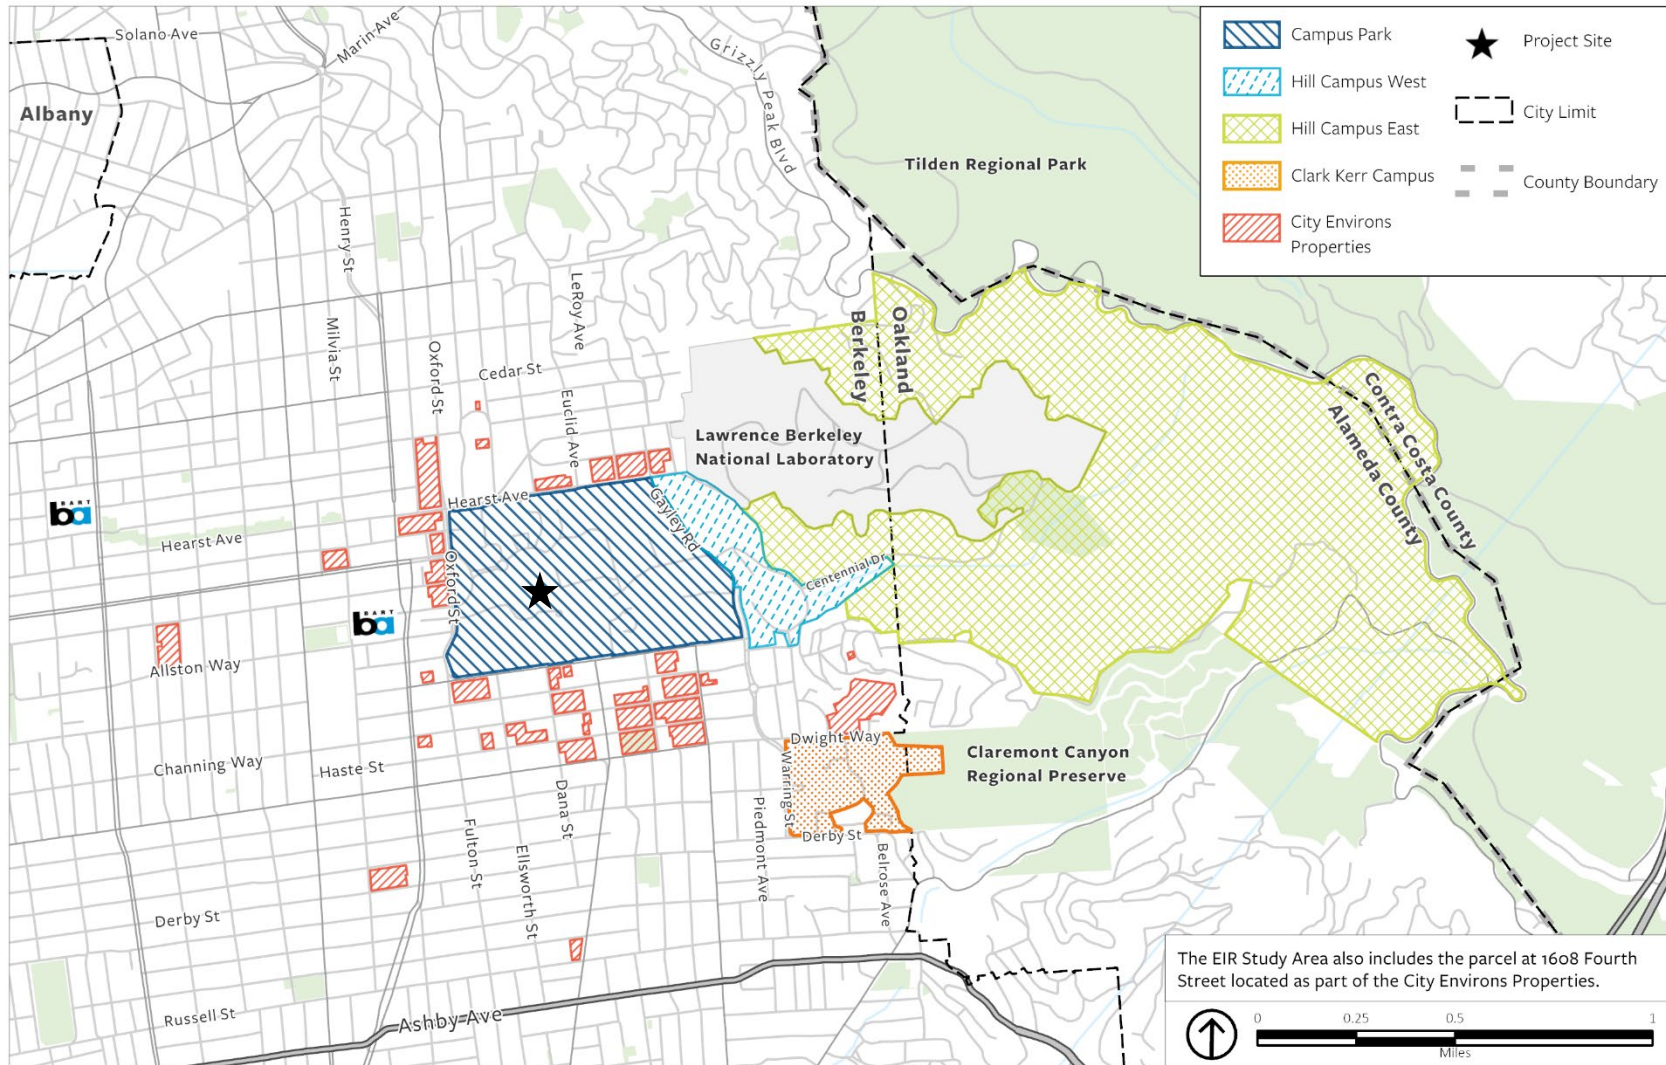 Solano Ave
Marin Ave
Albany
Grizzly Peak Blvd
Tilden Regional Park
Campus Park
Hill Campus West
Hill Campus East
Clark Kerr Campus
City Environs
Properties
Project Site
City Limit
County Boundary
Henry St
Milvia St
Oxford St
LeRoy Ave
Cedar St
Euclid Ave
Berkeley
Oakland
Contra Costa County
Alameda County
Lawrence Berkeley
National Laboratory
BART
ba
Hearst Ave
Hearst Ave
Gayley Rd
Oxford St
Centennial Dr
BART
ba
Allston Way
Channing Way
Haste St
Dwight Way
Claremont Canyon
Regional Preserve
Warring St
Dana St
Piedmont Ave
Derby St
Fulton St
Ellsworth St
Belrose Ave
Derby St
Russell St
Ashby Ave
The EIR Study Area also includes the parcel at 1608 Fourth
Street located as part of the City Environs Properties.
0 0.25 0.5 1
Miles